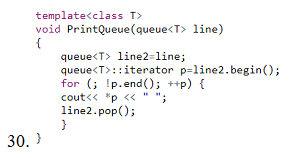 template<class T>
void PrintQueue(queue<T> line)
{
queue<T> line2=line;
queue<T>::iterator p=line2.begin();
for (; !p.end(); ++p) {
cout<< *p << " ";
line2.pop();
}
30. }